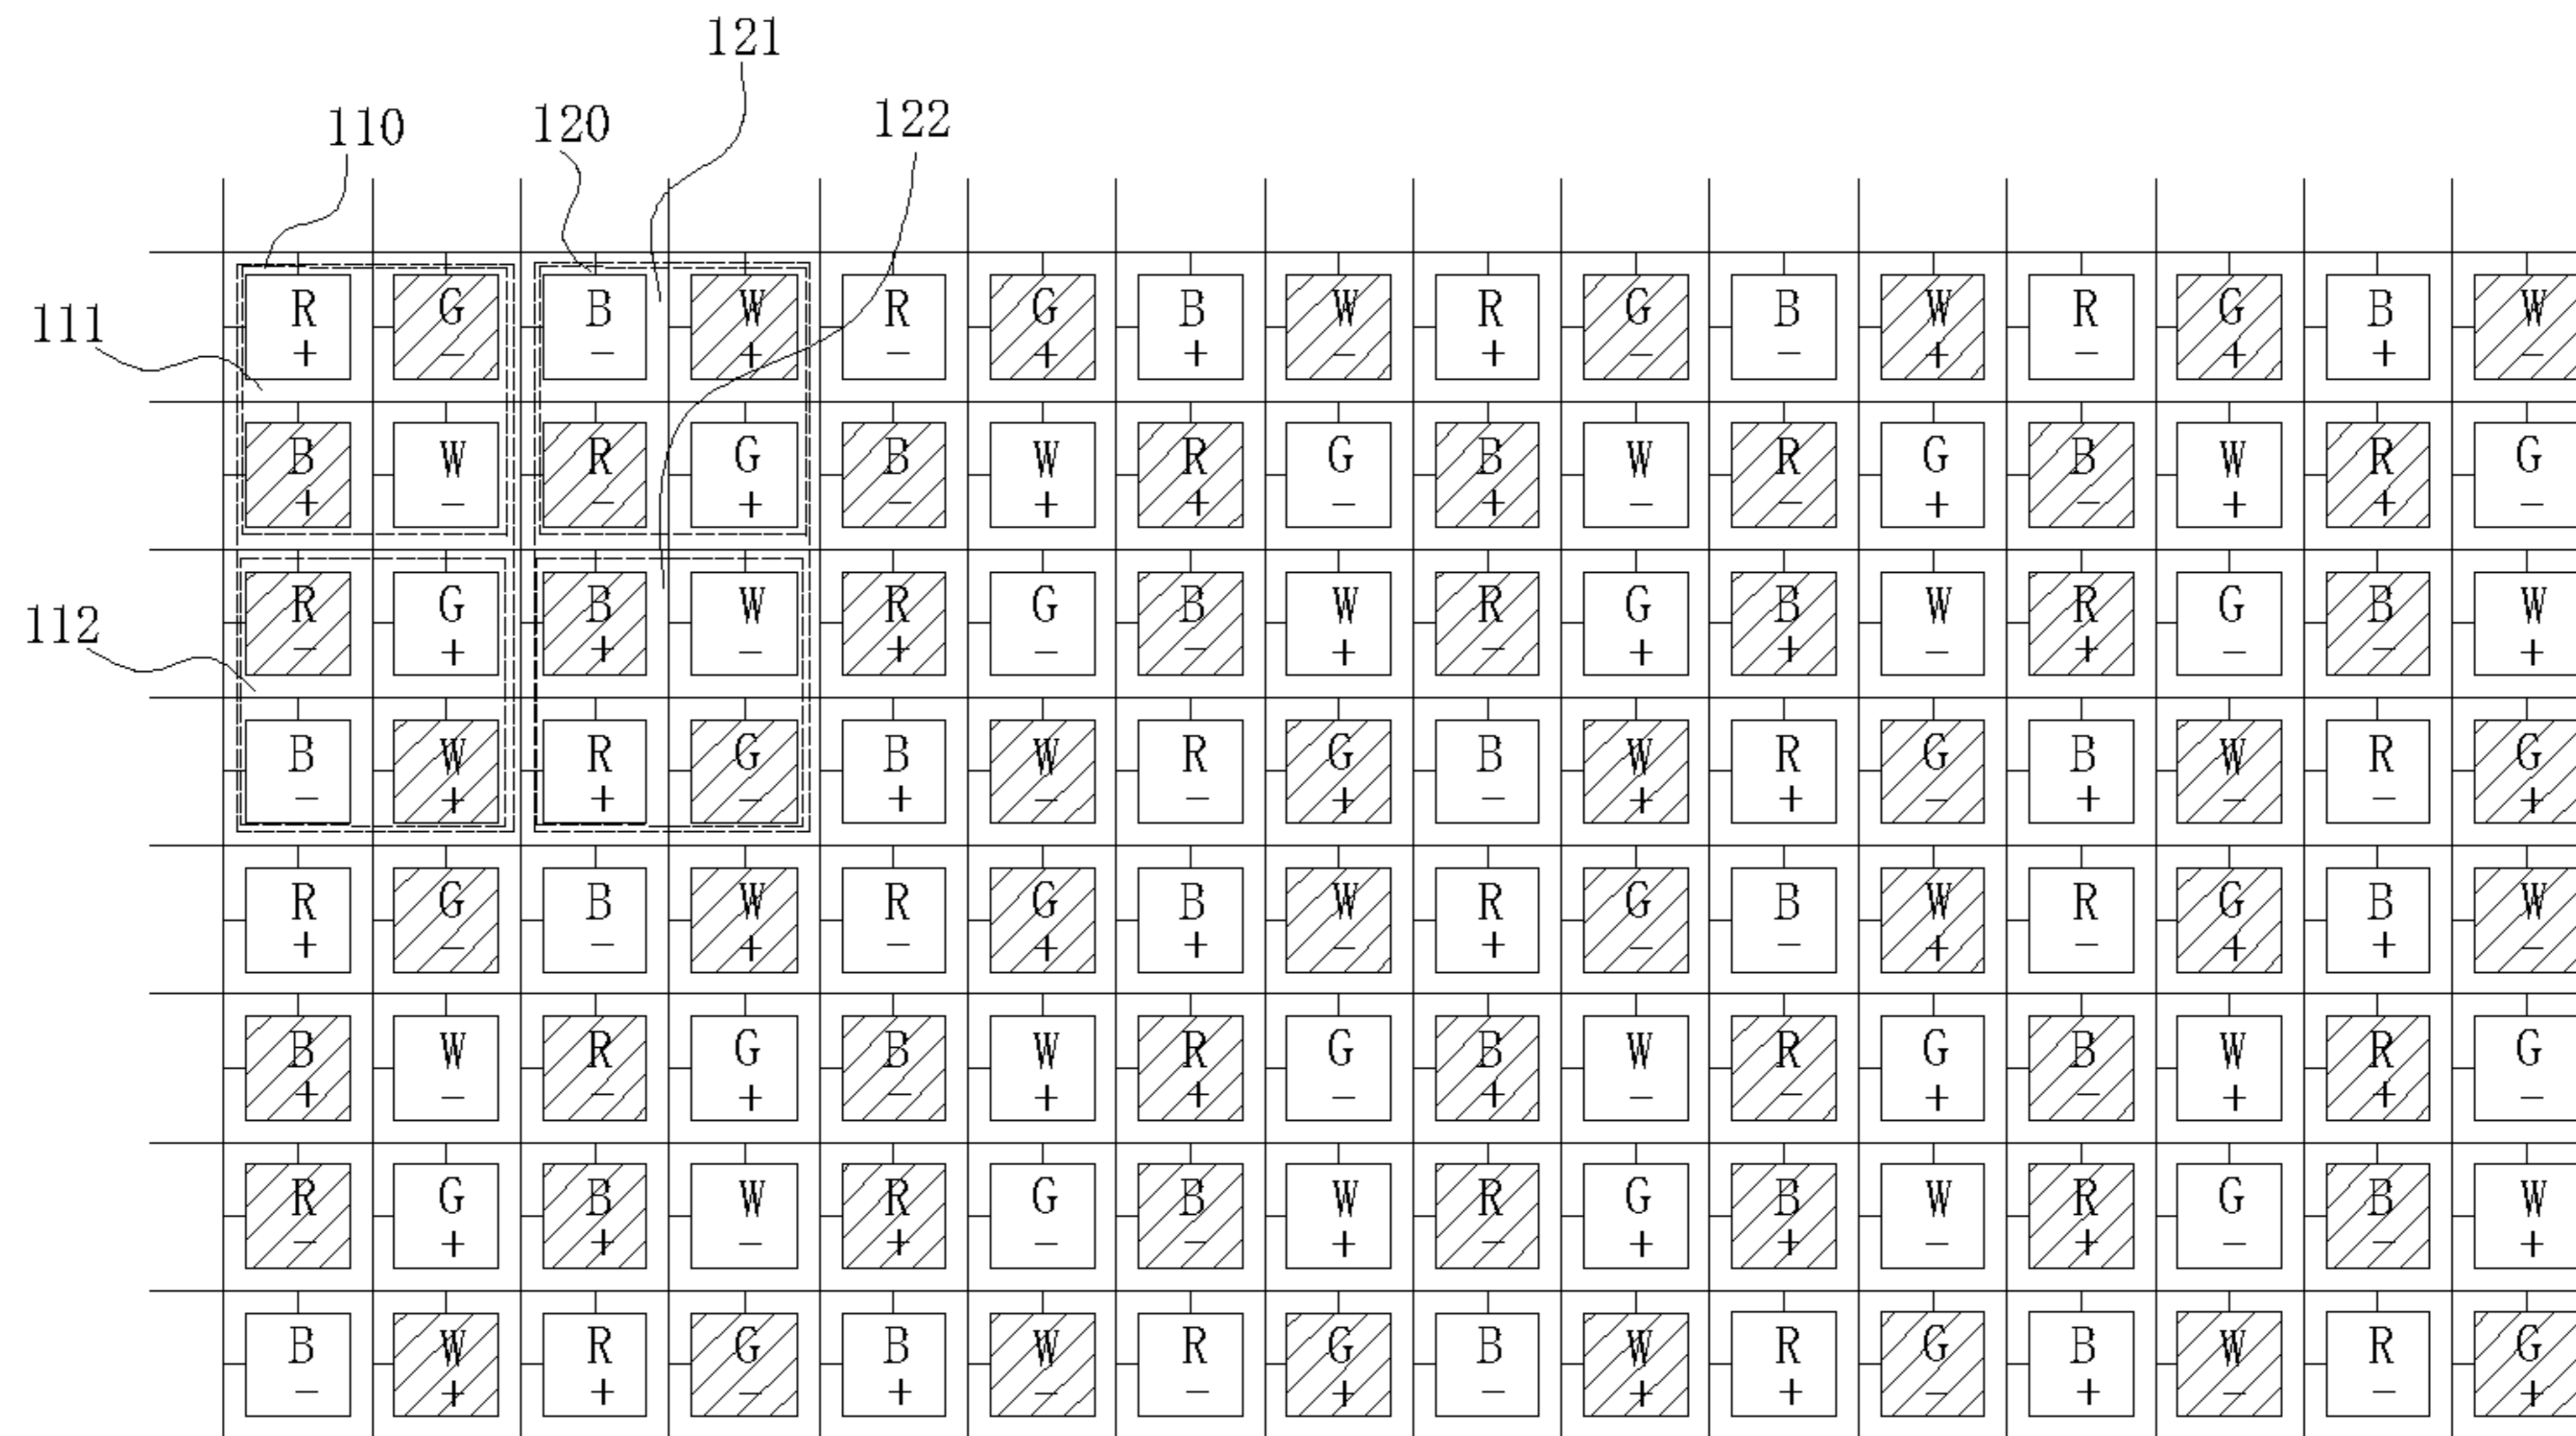 121
110 120 122
R G B W R G B W R G B W R G B W
111
+ - - + - + + - + - - + - + + -
B W R G B W R G B W R G B W R G
+ - - + - + + - + - - + - + + -
R G B W R G B W R G B W R G B W
112
- + + - + - - + - + + - + - - +
B W R G B W R G B W R G B W R G
- + + - + - - + - + + - + - - +
R G B W R G B W R G B W R G B W
+ - - + - + + - + - - + - + + -
B W R G B W R G B W R G B W R G
+ - - + - + + - + - - + - + + -
R G B W R G B W R G B W R G B W
- + + - + - - + - + + - + - - +
B W R G B W R G B W R G B W R G
- + + - + - - + - + + - + - - +